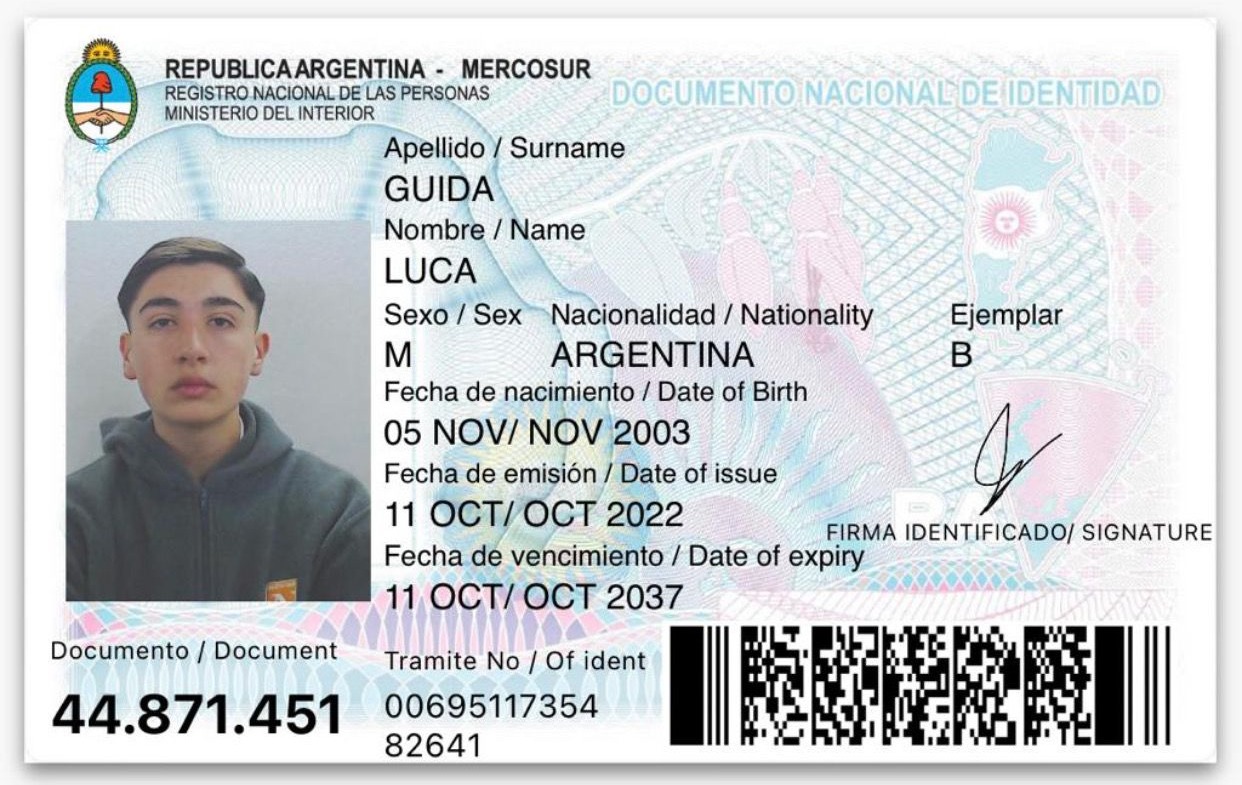 REPUBLICA ARGENTINA - MERCOSUR
REGISTRO NACIONAL DE LAS PERSONAS
MINISTERIO DEL INTERIOR
DOCUMENTO NACIONAL DE IDENTIDAD
Apellido / Surname
GUIDA
Nombre / Name
LUCA
Sexo / Sex Nacionalidad / Nationality Ejemplar
M ARGENTINA B
Fecha de nacimiento / Date of Birth
05 NOV/ NOV 2003
Fecha de emisión / Date of issue
11 OCT/ OCT 2022
FIRMA IDENTIFICADO/ SIGNATURE
Fecha de vencimiento / Date of expiry
11 OCT/ OCT 2037
Documento / Document
44.871.451
Tramite No / Of ident
00695117354
82641